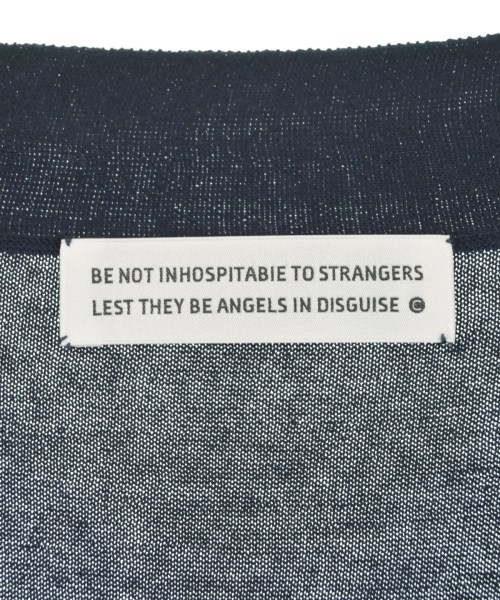 BE NOT INHOSPITABIE TO STRANGERS
LEST THEY BE ANGELS IN DISGUISE ©